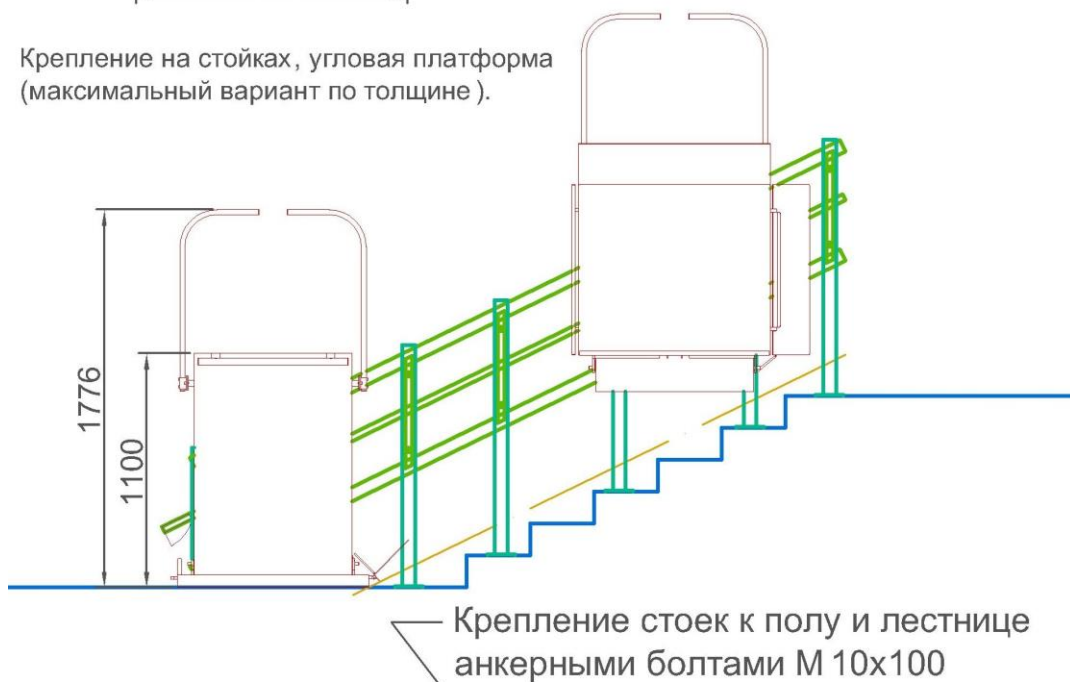 Крепление на стойках, угловая платформа
(максимальный вариант по толщине ).
1776
1100
Крепление стоек к полу и лестнице
анкерными болтами М 10х100